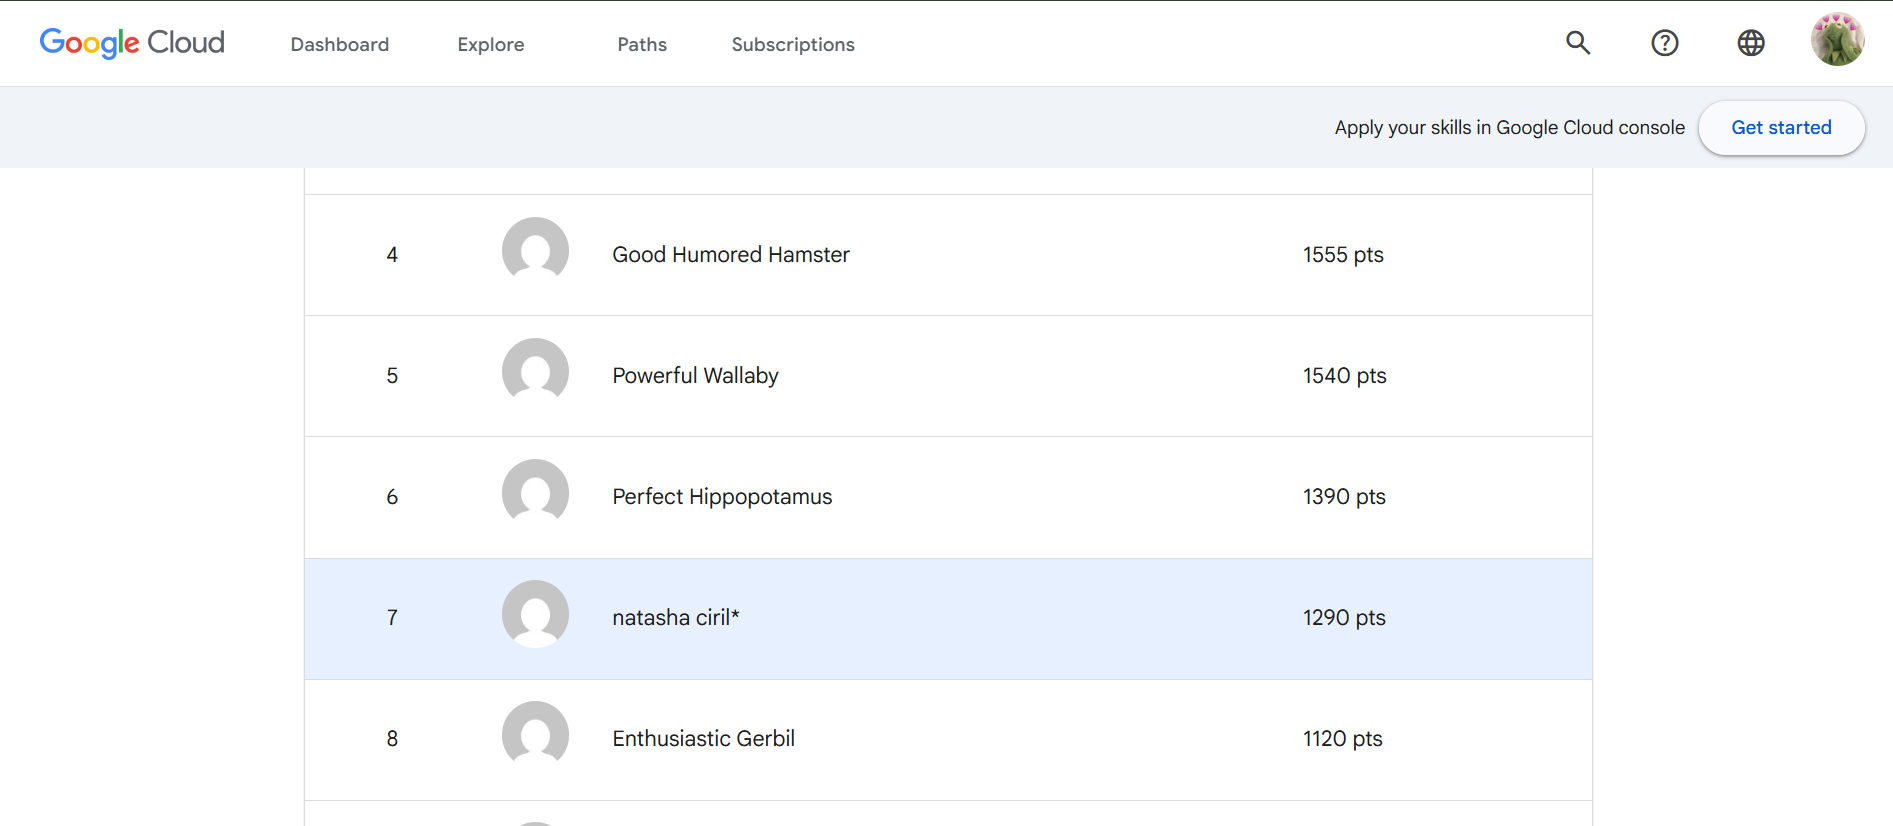 Google Cloud Dashboard Explore Paths Subscriptions
Apply your skills in Google Cloud console Get started
4 Good Humored Hamster 1555 pts
5 Powerful Wallaby 1540 pts
6 Perfect Hippopotamus 1390 pts
7 natasha ciril* 1290 pts
8 Enthusiastic Gerbil 1120 pts